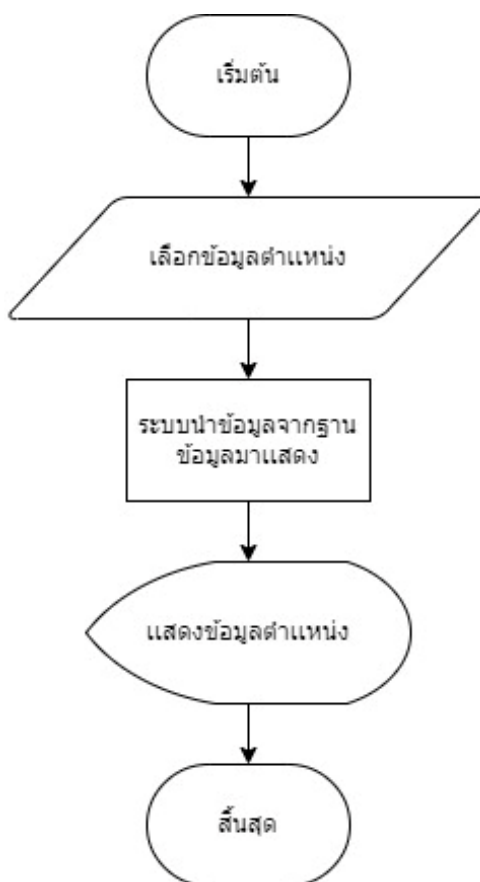 เริ่มต้น
เลือกข้อมูลตำแหน่ง
ระบบนำข้อมูลจากฐาน
ข้อมูลมาแสดง
แสดงข้อมูลตำแหน่ง
สิ้นสุด